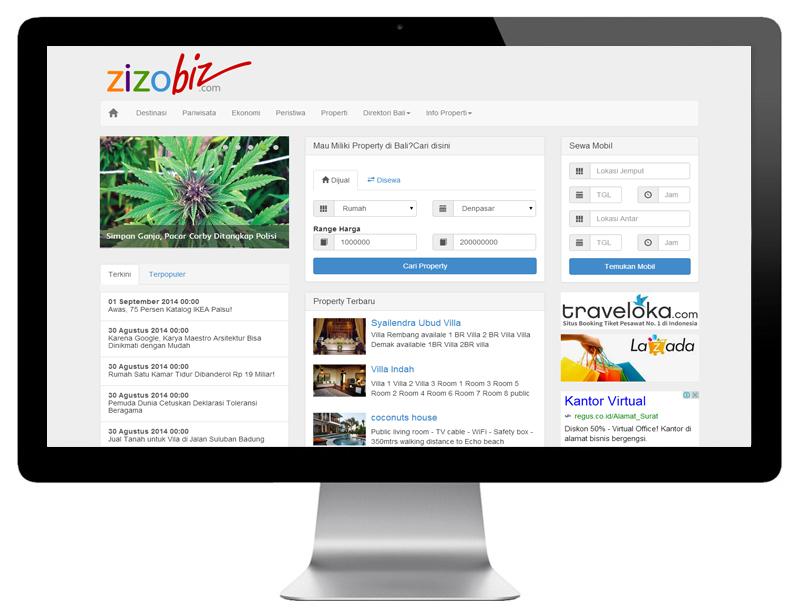 zizobiz.com
Destinasi Pariwisata Ekonomi Peristiwa Properti Direktori Bali Info Properti
Simpan Ganja, Pacar Corby Ditangkap Polisi
Terkini Terpopuler
01 September 2014 00:00
Awas, 75 Persen Katalog IKEA Palsu!
30 Agustus 2014 00:00
Karena Google, Karya Maestro Arsitektur Bisa
Dinikmati dengan Mudah
30 Agustus 2014 00:00
Rumah Satu Kamar Tidur Dibanderol Rp 19 Miliar!
30 Agustus 2014 00:00
Pemuda Dunia Cetuskan Deklarasi Toleransi
Beragama
30 Agustus 2014 00:00
Jual Tanah untuk Vila di Jalan Suluban Badung
Mau Miliki Property di Bali?Cari disini
Dijual Disewa
Rumah Denpasar
Range Harga
1000000 200000000
Cari Property
Property Terbaru
Syailendra Ubud Villa
Villa Rembang availale 1 BR Villa 2 BR Villa Villa
Demak available 1BR Villa 2BR villa
Villa Indah
Villa 1 Villa 2 Villa 3 Room 1 Room 3 Room 5
Room 2 Room 4 Room 6 Room 7 Room 8 public
coconuts house
Public living room - TV cable - WiFi - Safety box -
350mtrs walking distance to Echo beach
Sewa Mobil
Lokasi Jemput
TGL Jam
Lokasi Antar
TGL Jam
Temukan Mobil
traveloka.com
Situs Booking Tiket Pesawat No. 1 di Indonesia
Lazada
Kantor Virtual
regus.co.id/Alamat_Surat
Diskon 50% - Virtual Office! Kantor di
alamat bisnis bergengsi.